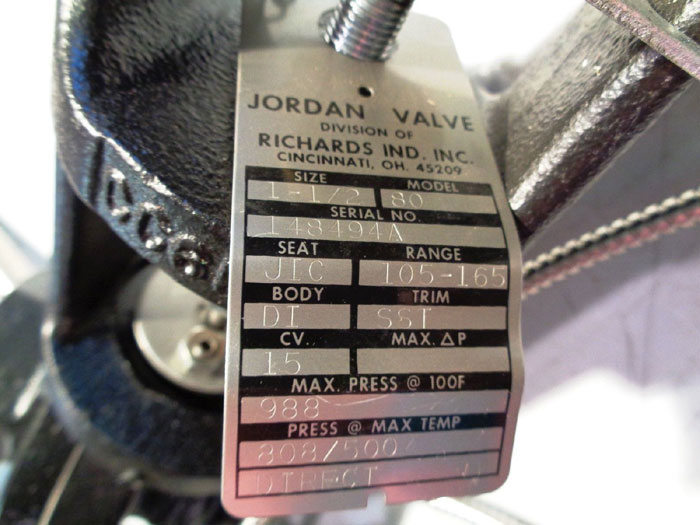 JORDAN VALVE
DIVISION OF
RICHARDS IND. INC.
CINCINNATI, OH. 45209
SIZE MODEL
1-1/2 80
SERIAL NO.
148494A
SEAT RANGE
JIC 105-165
BODY TRIM
DI SST
CV. MAX. ΔP
15
MAX. PRESS @ 100F
988
PRESS @ MAX TEMP
808/500
DIRECT